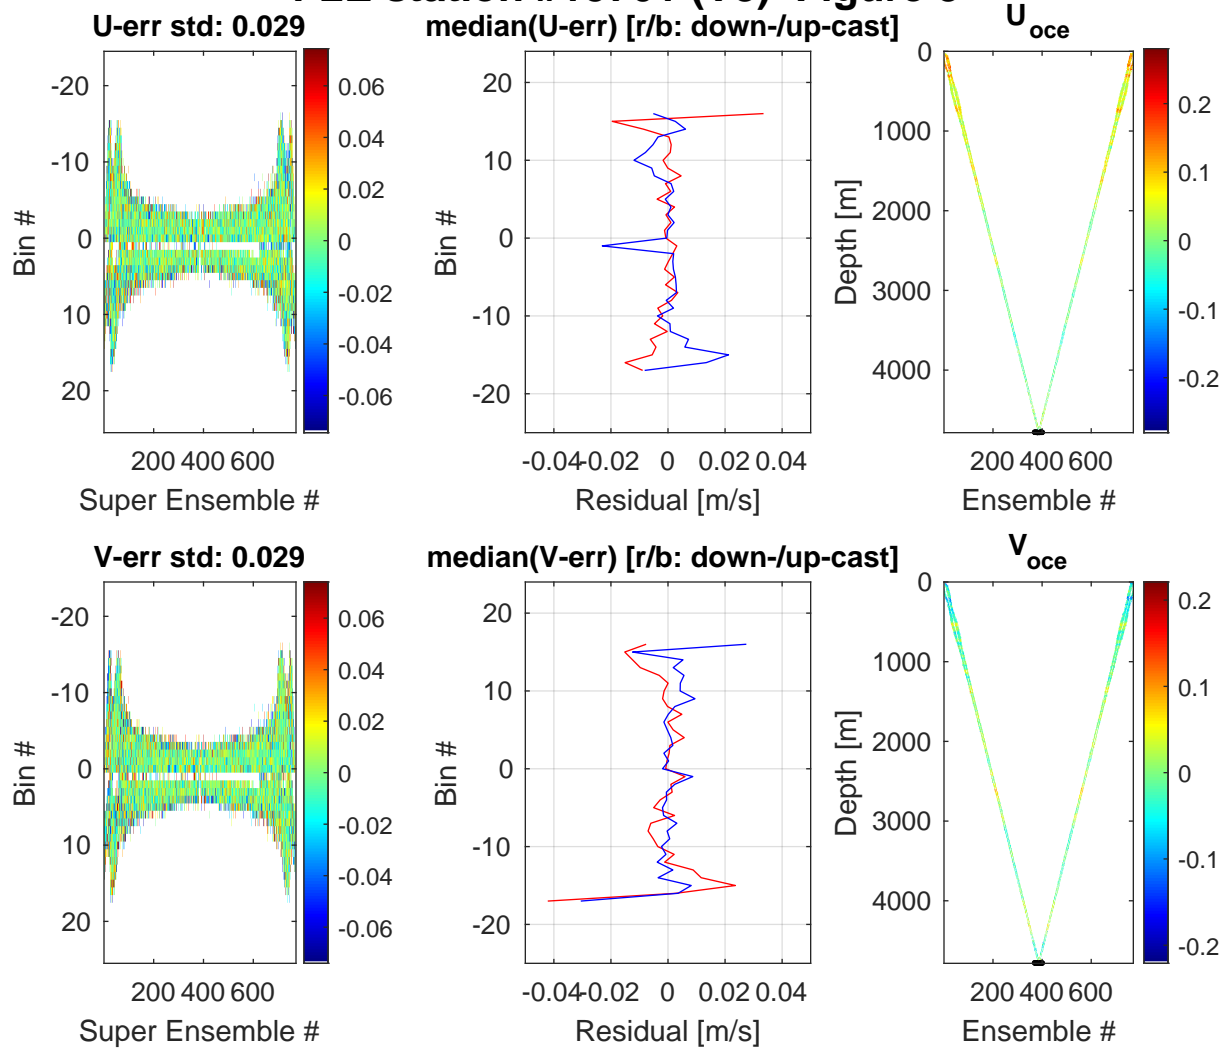 U-err std: 0.029
median(U-err) [r/b: down-/up-cast]
U_oce
-20
-10
0
10
20
Bin #
200 400 600
Super Ensemble #
0.06
0.04
0.02
0
-0.02
-0.04
-0.06
20
10
0
-10
-20
Bin #
-0.04 -0.02 0 0.02 0.04
Residual [m/s]
0
1000
2000
3000
4000
Depth [m]
200 400 600
Ensemble #
0.2
0.1
0
-0.1
-0.2
V-err std: 0.029
median(V-err) [r/b: down-/up-cast]
V_oce
-20
-10
0
10
20
Bin #
200 400 600
Super Ensemble #
0.06
0.04
0.02
0
-0.02
-0.04
-0.06
20
10
0
-10
-20
Bin #
-0.04 -0.02 0 0.02 0.04
Residual [m/s]
0
1000
2000
3000
4000
Depth [m]
200 400 600
Ensemble #
0.2
0.1
0
-0.1
-0.2